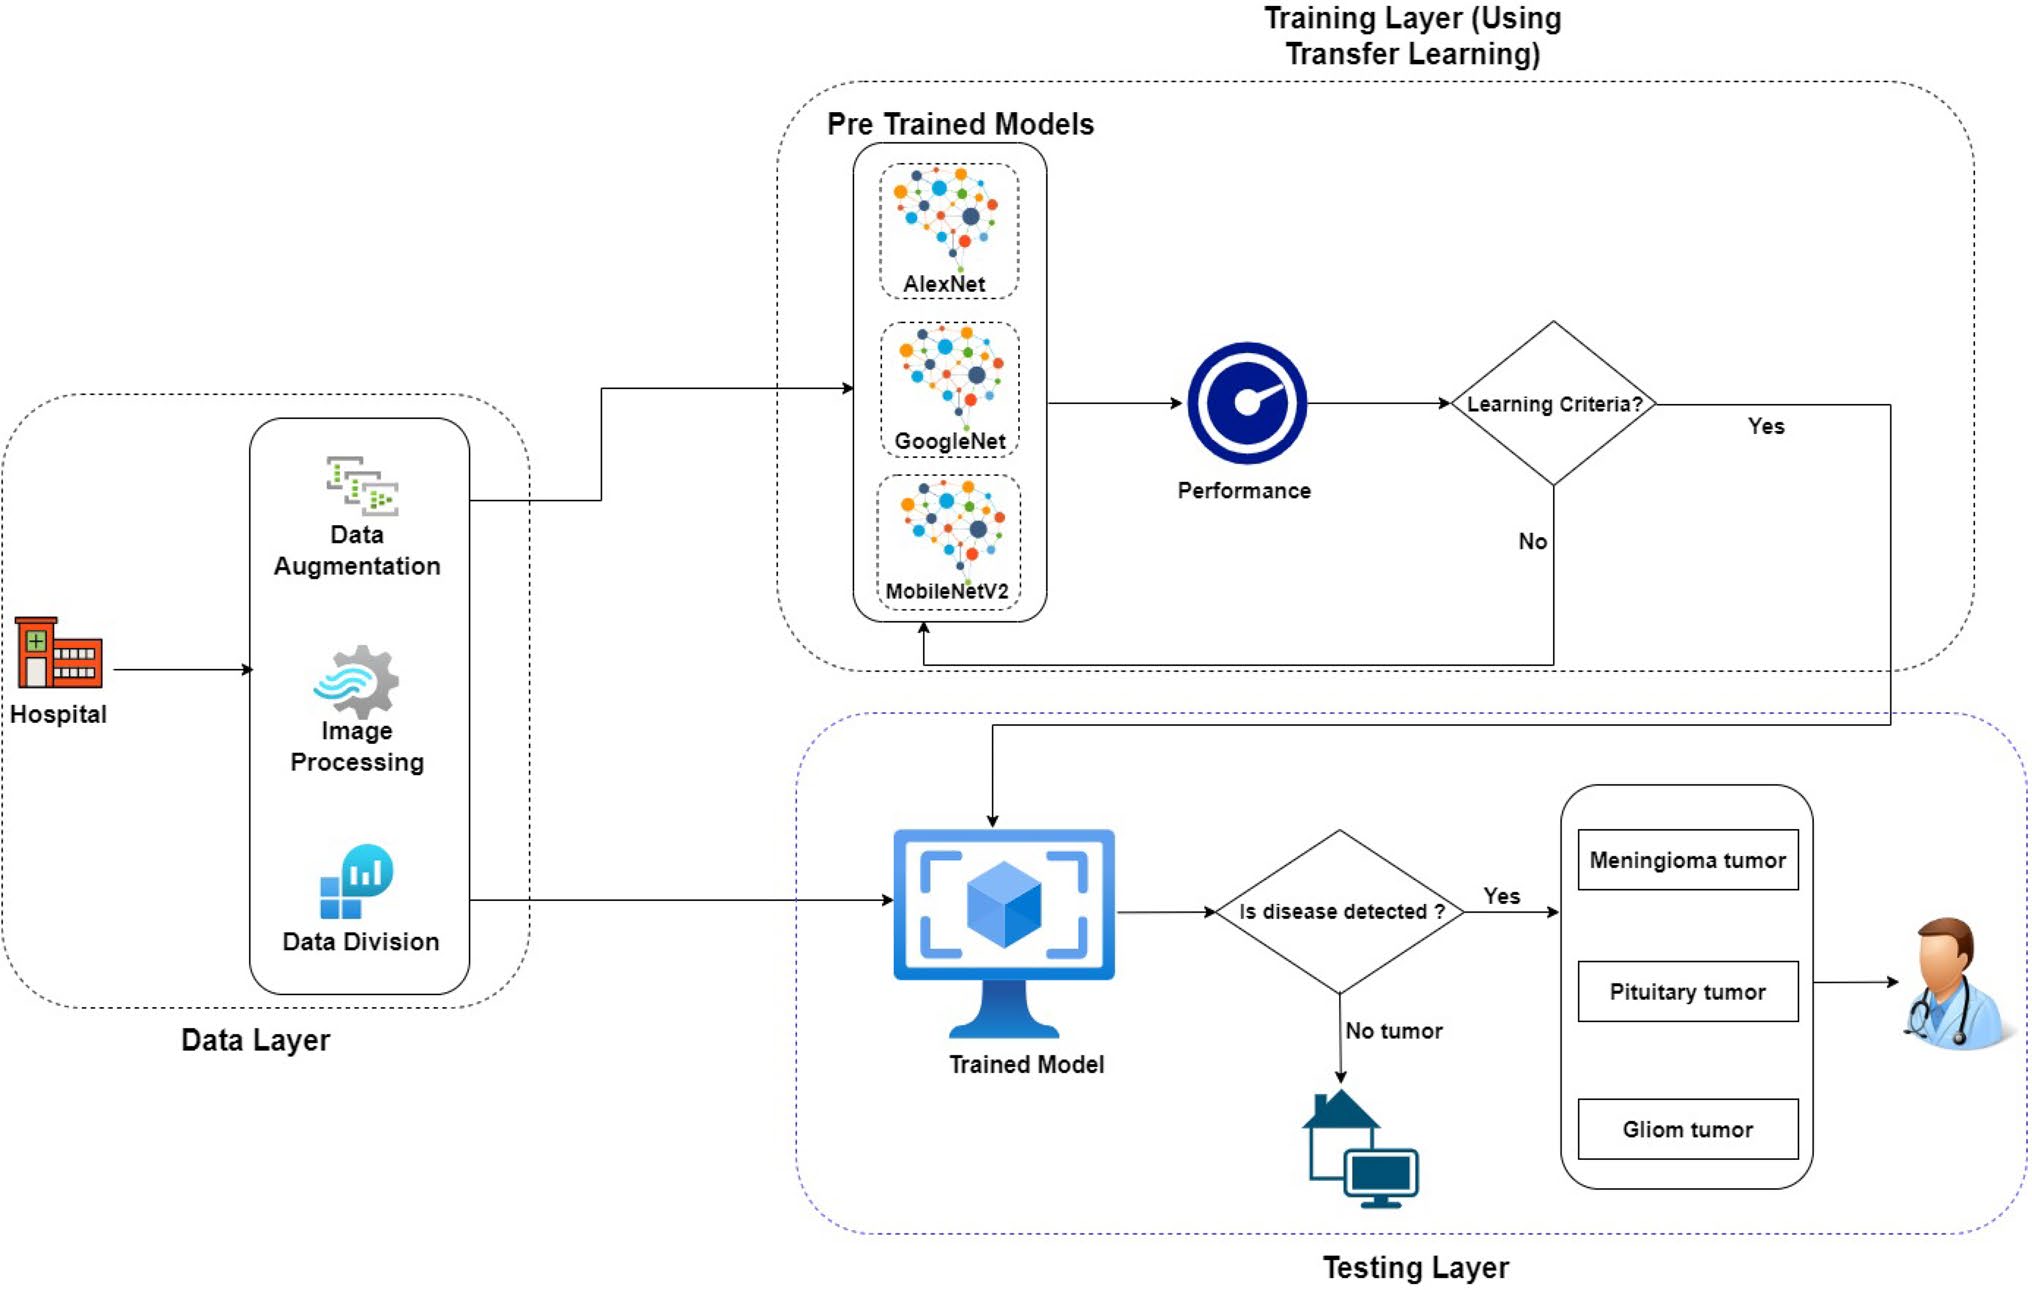 Training Layer (Using
Transfer Learning)
Pre Trained Models
AlexNet
GoogleNet
MobileNetV2
Performance
Learning Criteria?
Yes
No
Data
Augmentation
Image
Processing
Data Division
Hospital
Data Layer
Trained Model
Is disease detected ?
Yes
No tumor
Meningioma tumor
Pituitary tumor
Gliom tumor
Testing Layer